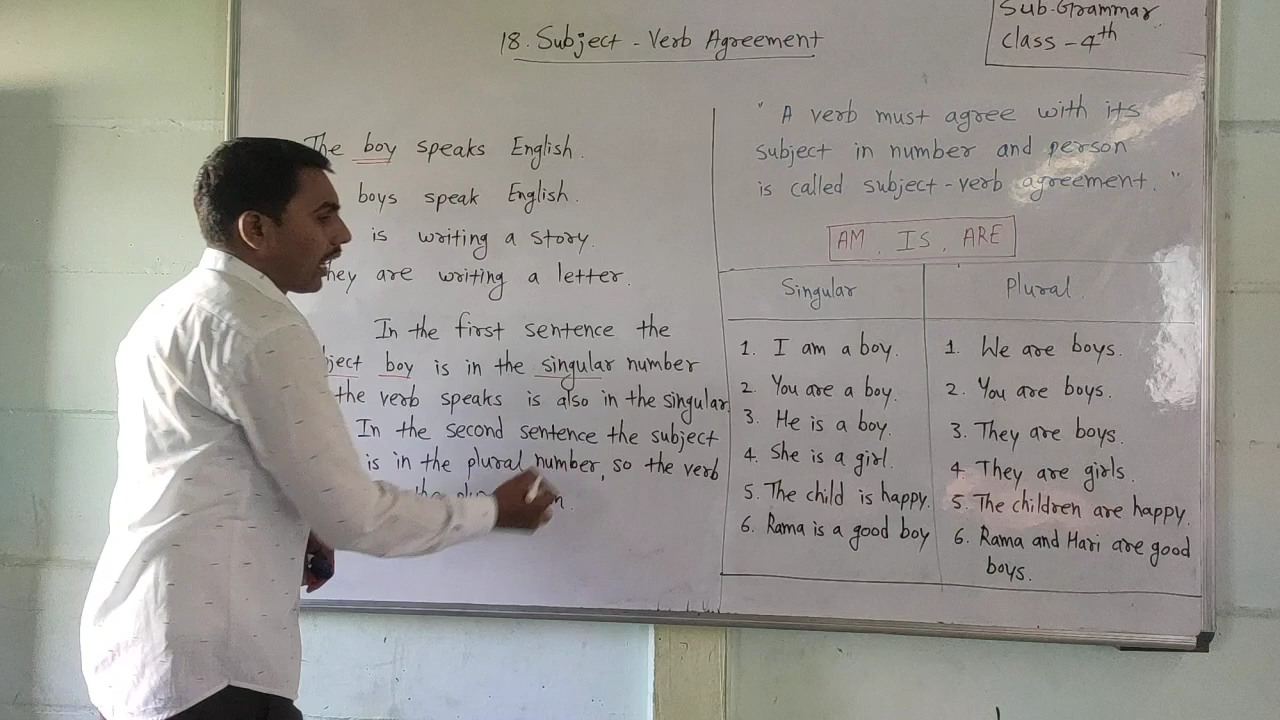 18. Subject - Verb Agreement
Sub-Grammar
Class - 4th
The boy speaks English.
boys speak English.
is writing a story.
hey are writing a letter.
In the first sentence the
ject boy is in the singular number
the verb speaks is also in the singular
In the second sentence the subject
is in the plural number, so the verb
"A verb must agree with its
subject in number and person
is called subject-verb agreement."
AM, IS, ARE
Singular
1. I am a boy.
2. You are a boy.
3. He is a boy.
4. She is a girl.
5. The child is happy.
6. Rama is a good boy
Plural
1. We are boys.
2. You are boys.
3. They are boys.
4. They are girls.
5. The children are happy.
6. Rama and Hari are good
boys.